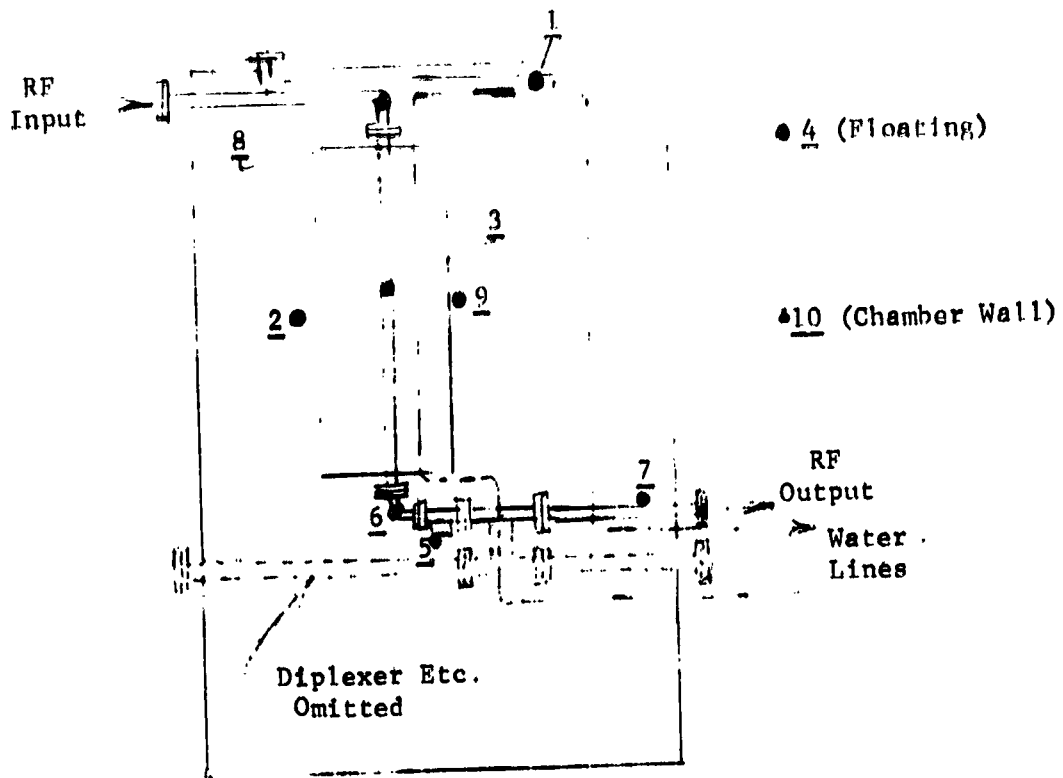 1
RF
Input
8
4 (Floating)
3
2
9
10 (Chamber Wall)
7
RF
Output
6
5
Water
Lines
Diplexer Etc.
Omitted